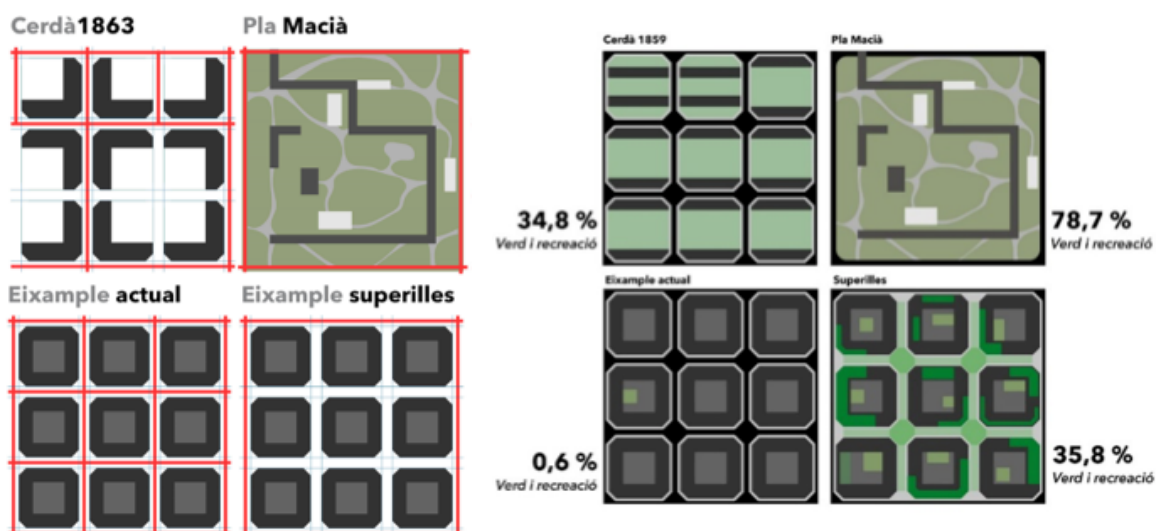 Cerdà1863
Pla Macià
Eixample actual
Eixample superilles
Cerdà 1859
Pla Macià
34,8 %
Verd i recreació
78,7 %
Verd i recreació
Eixample actual
Superilles
0,6 %
Verd i recreació
35,8 %
Verd i recreació